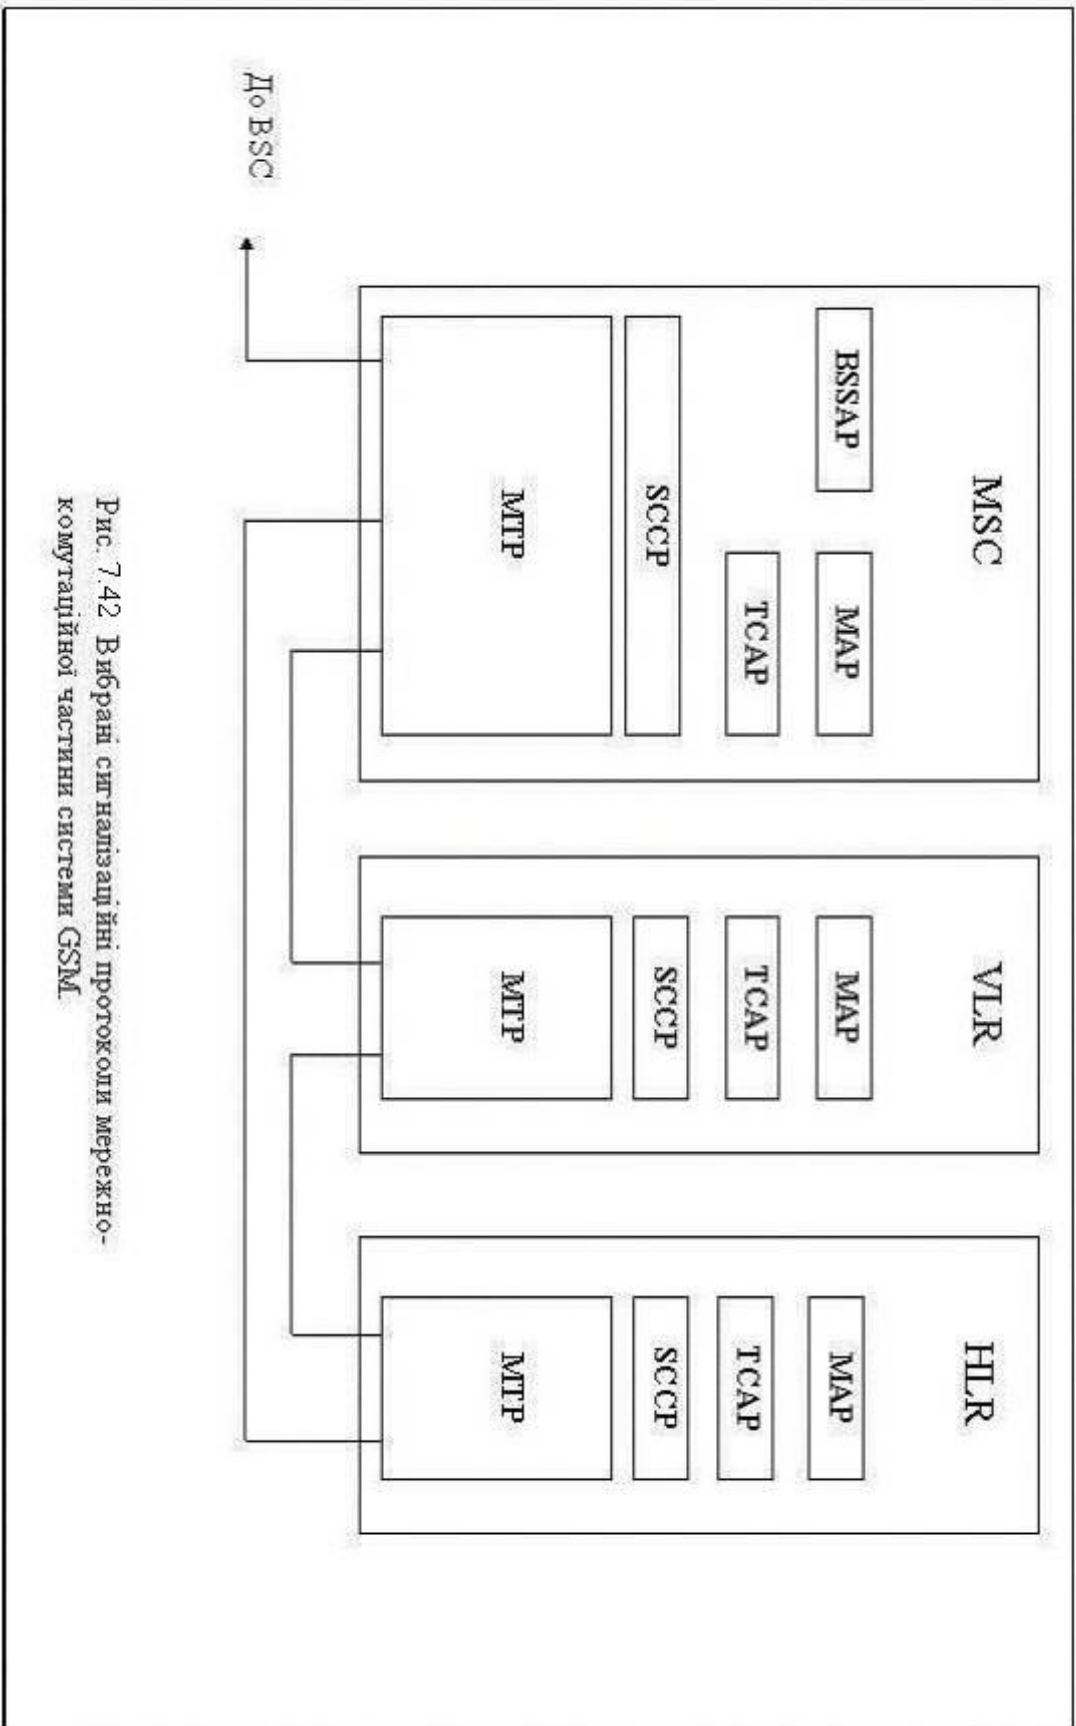 MSC
VLR
HLR
BSSAP
MAP
MAP
MAP
TCAP
TCAP
TCAP
SCCP
SCCP
SCCP
MTP
MTP
MTP
До BSC
Рис. 7.42 Вибрані сигналізаційні протоколи мережно-
комутаційної частини системи GSM.